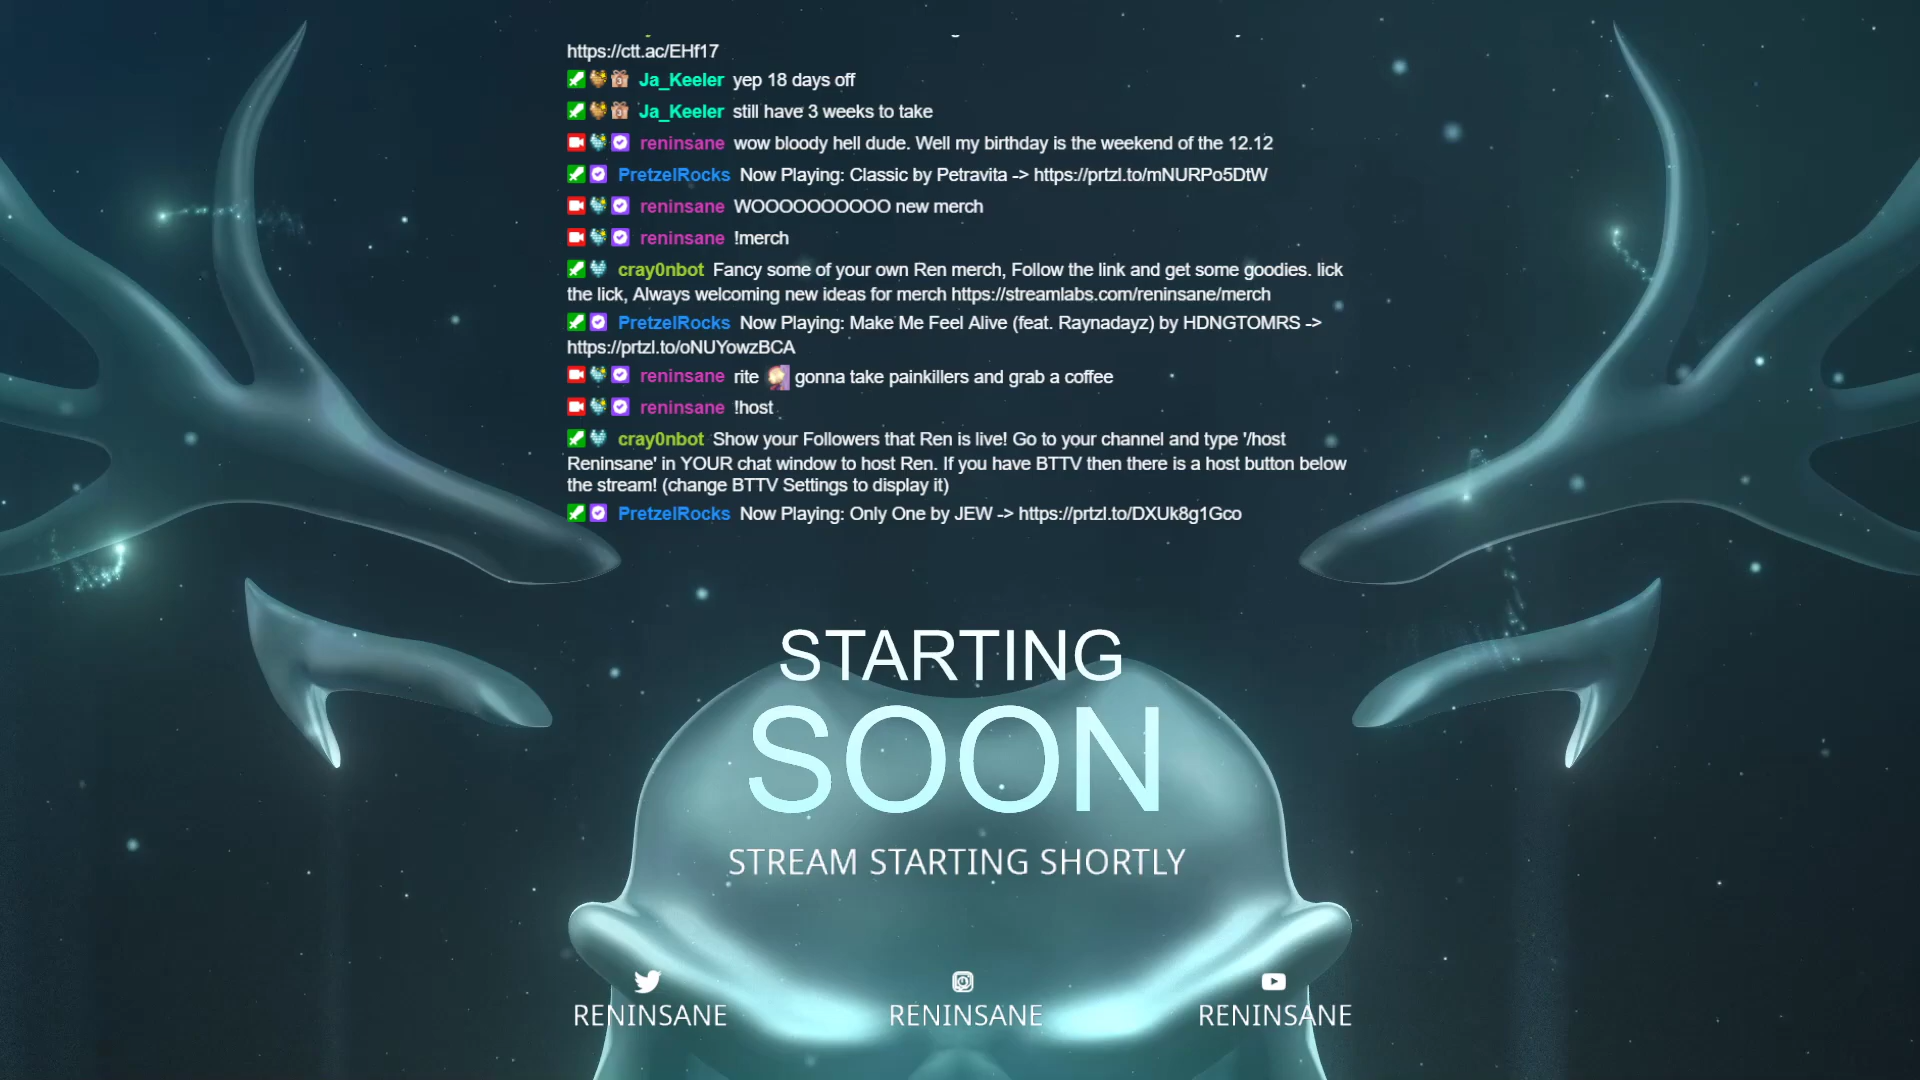 https://ctt.ac/EHf17
Ja_Keeler yep 18 days off
Ja_Keeler still have 3 weeks to take
reninsane wow bloody hell dude. Well my birthday is the weekend of the 12.12
PretzelRocks Now Playing: Classic by Petravita -> https://prtzl.to/mNURPo5DtW
reninsane WOOOOOOOOOO new merch
reninsane !merch
cray0nbot Fancy some of your own Ren merch, Follow the link and get some goodies. lick
the lick, Always welcoming new ideas for merch https://streamlabs.com/reninsane/merch
PretzelRocks Now Playing: Make Me Feel Alive (feat. Raynadayz) by HDNGTOMRS ->
https://prtzl.to/oNUYowzBCA
reninsane rite gonna take painkillers and grab a coffee
reninsane !host
cray0nbot Show your Followers that Ren is live! Go to your channel and type '/host
Reninsane' in YOUR chat window to host Ren. If you have BTTV then there is a host button below
the stream! (change BTTV Settings to display it)
PretzelRocks Now Playing: Only One by JEW -> https://prtzl.to/DXUk8g1Gco
STARTING
SOON
STREAM STARTING SHORTLY
RENINSANE RENINSANE RENINSANE